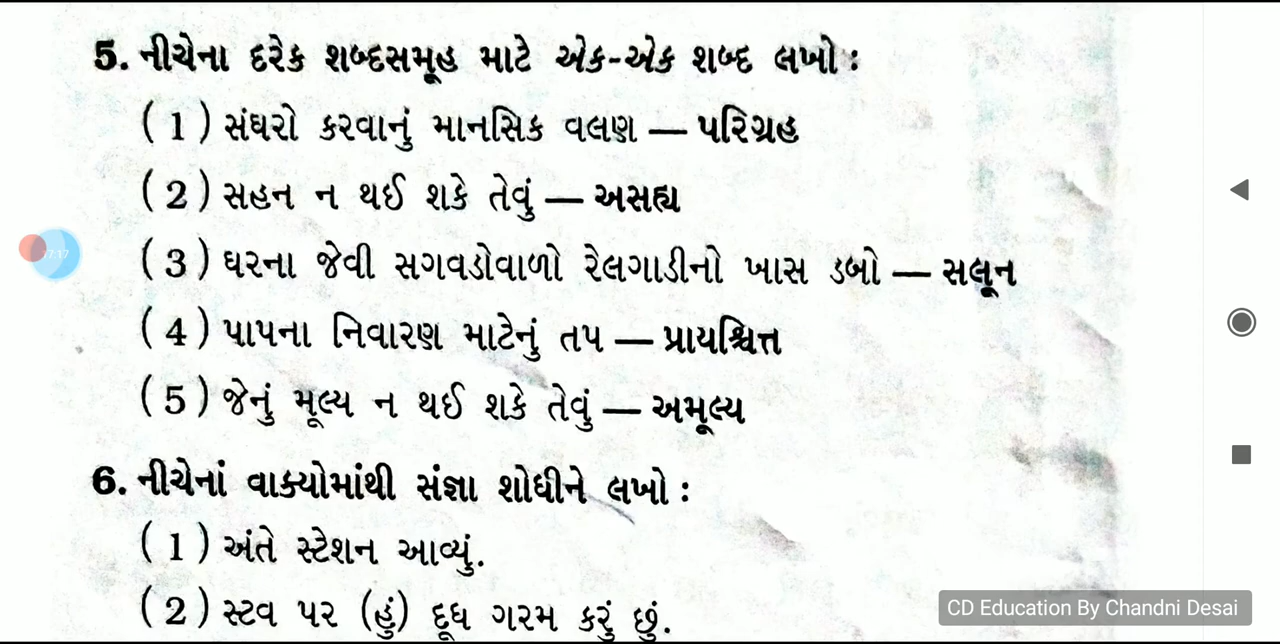 5. નીચેના દરેક શબ્દસમૂહ માટે એક-એક શબ્દ લખો :
( 1 ) સંઘરો કરવાનું માનસિક વલણ — પરિગ્રહ
( 2 ) સહન ન થઈ શકે તેવું — અસહ્ય
17:17
( 3 ) ઘરના જેવી સગવડોવાળો રેલગાડીનો ખાસ ડબો — સલૂન
( 4 ) પાપના નિવારણ માટેનું તપ — પ્રાયશ્ચિત્ત
( 5 ) જેનું મૂલ્ય ન થઈ શકે તેવું — અમૂલ્ય
6. નીચેનાં વાક્યોમાંથી સંજ્ઞા શોધીને લખો :
( 1 ) અંતે સ્ટેશન આવ્યું.
( 2 ) સ્ટવ પર (હું) દૂધ ગરમ કરું છું.
CD Education By Chandni Desai